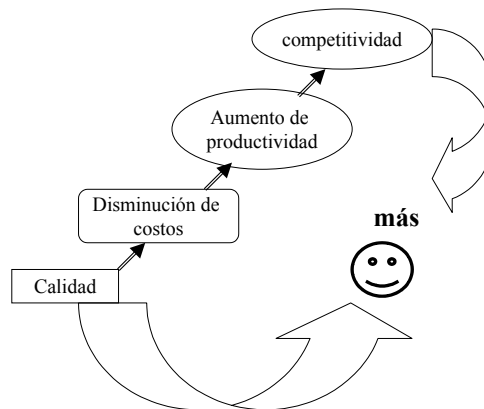 competitividad
Aumento de
productividad
Disminución de
costos
más
Calidad